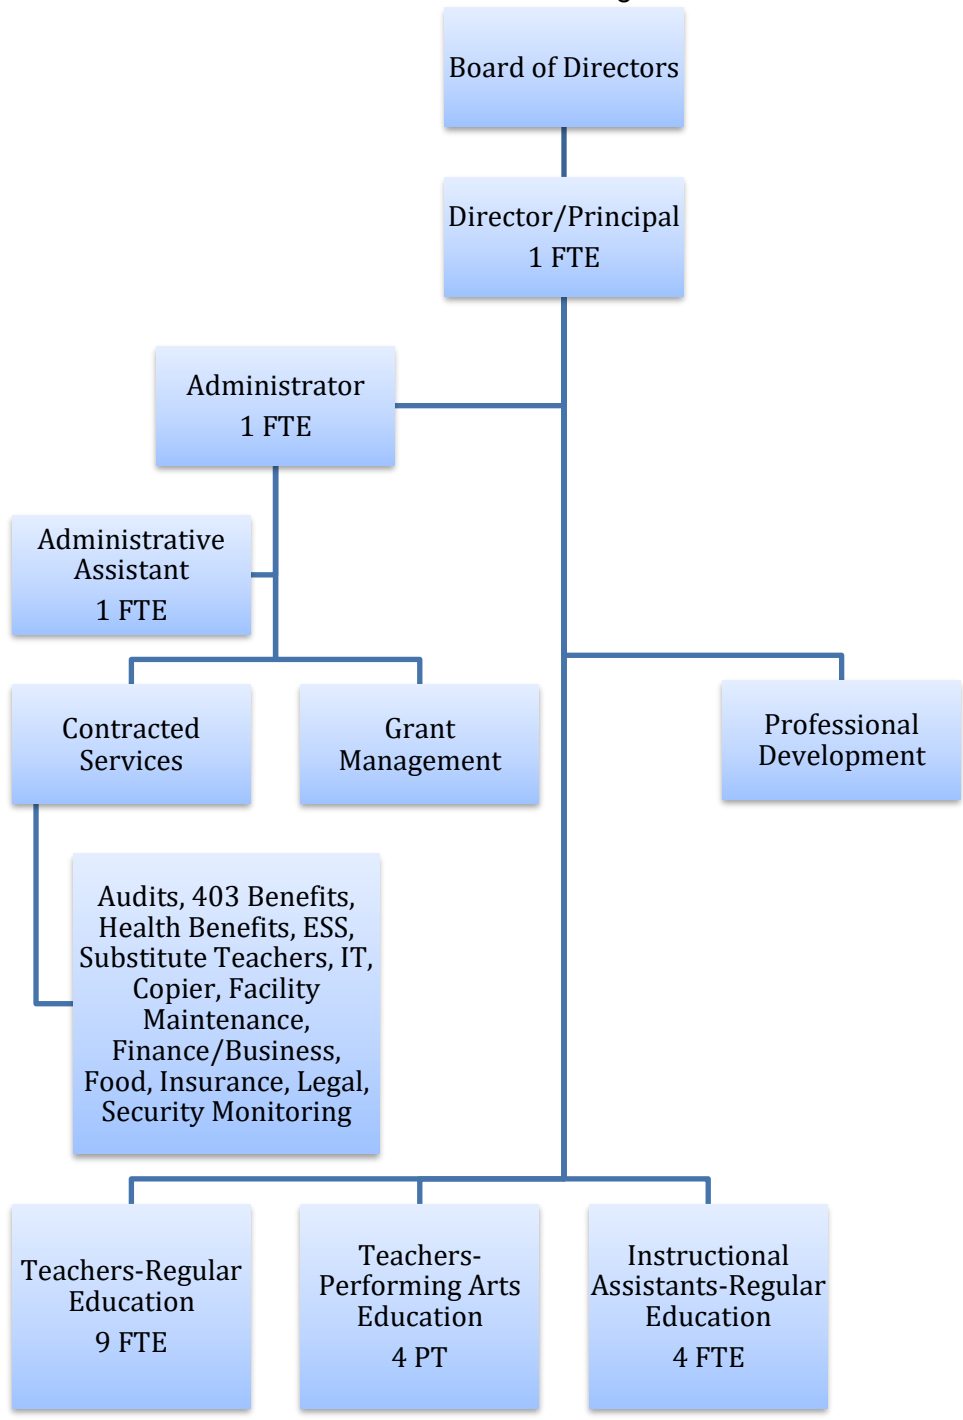 Board of Directors
Director/Principal
1 FTE
Administrator
1 FTE
Administrative
Assistant
1 FTE
Contracted
Services
Grant
Management
Professional
Development
Audits, 403 Benefits,
Health Benefits, ESS,
Substitute Teachers, IT,
Copier, Facility
Maintenance,
Finance/Business,
Food, Insurance, Legal,
Security Monitoring
Teachers-Regular
Education
9 FTE
Teachers-
Performing Arts
Education
4 PT
Instructional
Assistants-Regular
Education
4 FTE